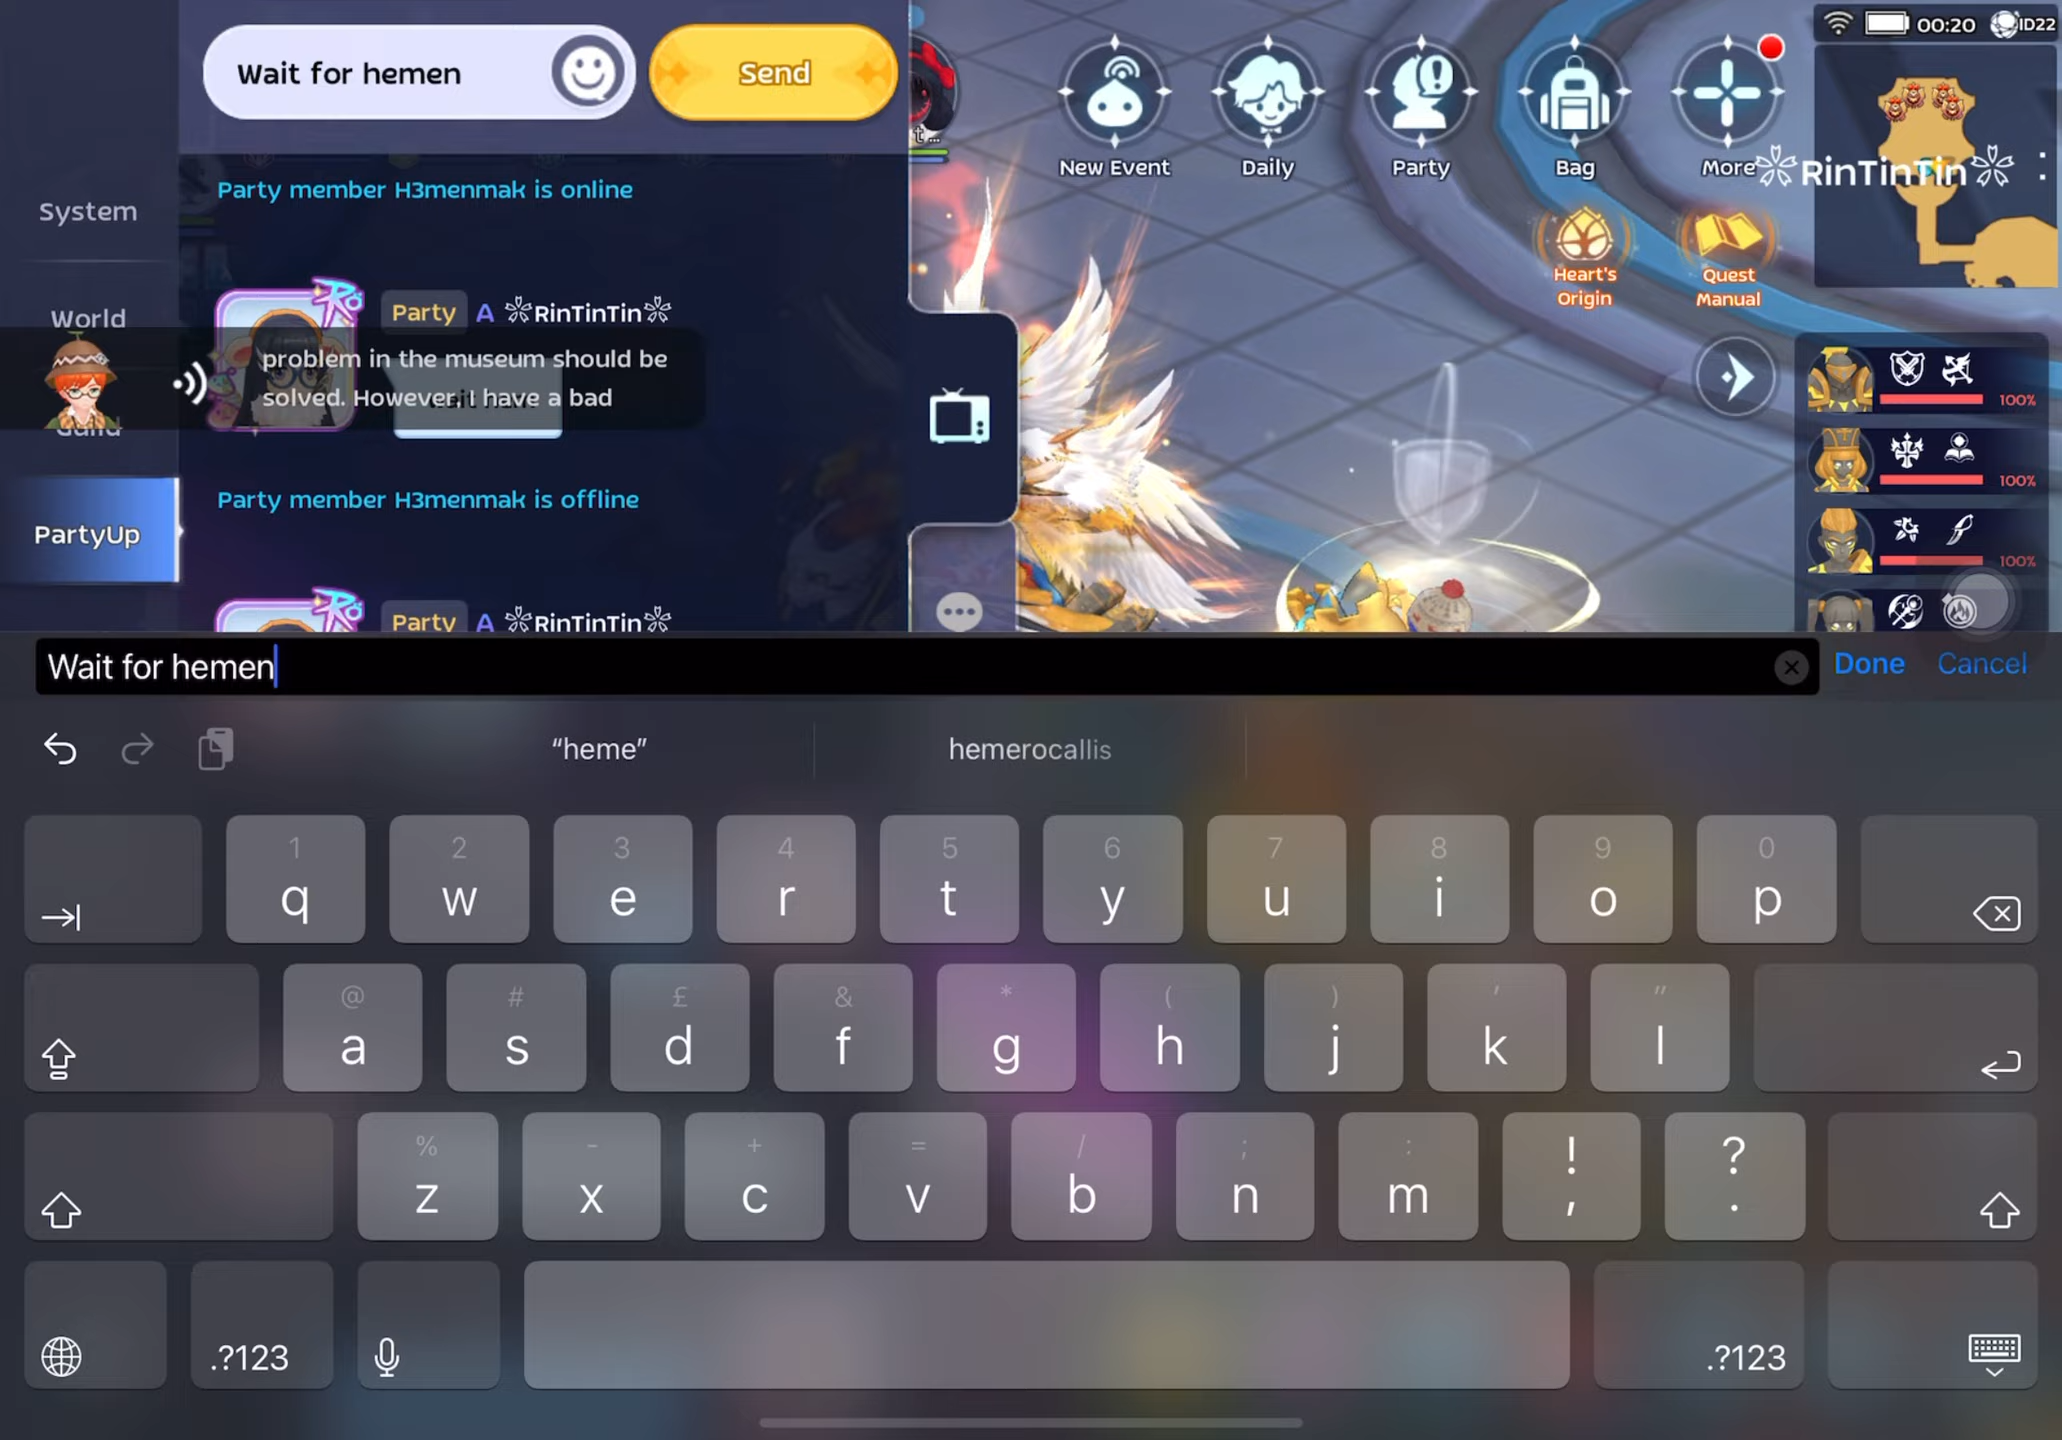 Wait for hemen
Send
00:20
ID22
New Event
Daily
Party
Bag
More
RinTinTin
Heart's
Origin
Quest
Manual
System
World
Guild
PartyUp
Party member H3menmak is online
Party A RinTinTin
problem in the museum should be
solved. However, I have a bad
Party member H3menmak is offline
Party A RinTinTin
100%
100%
100%
Wait for hemen
Done
Cancel
“heme”
hemerocallis
1 2 3 4 5 6 7 8 9 0
q w e r t y u i o p
@ # £ & * ( ) ' "
a s d f g h j k l
% - + = / ; : ! ?
z x c v b n m , .
.?123
.?123